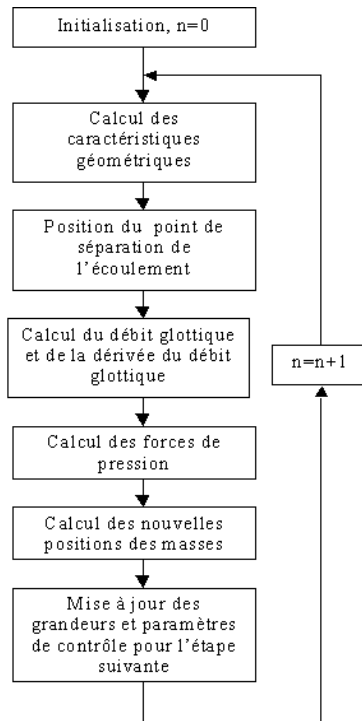 Initialisation, n=0
Calcul des
caractéristiques
géométriques
Position du point de
séparation de
l'écoulement
Calcul du débit glottique
et de la dérivée du débit
glottique
n=n+1
Calcul des forces de
pression
Calcul des nouvelles
positions des masses
Mise à jour des
grandeurs et paramètres
de contrôle pour l'étape
suivante